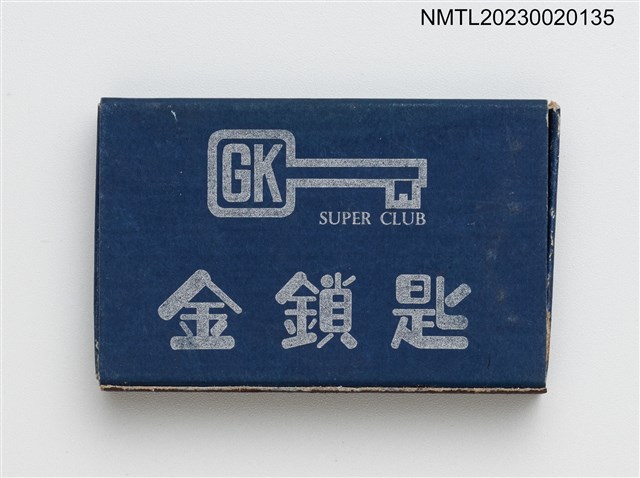 NMTL20230020135
GK
SUPER CLUB
金鎖匙